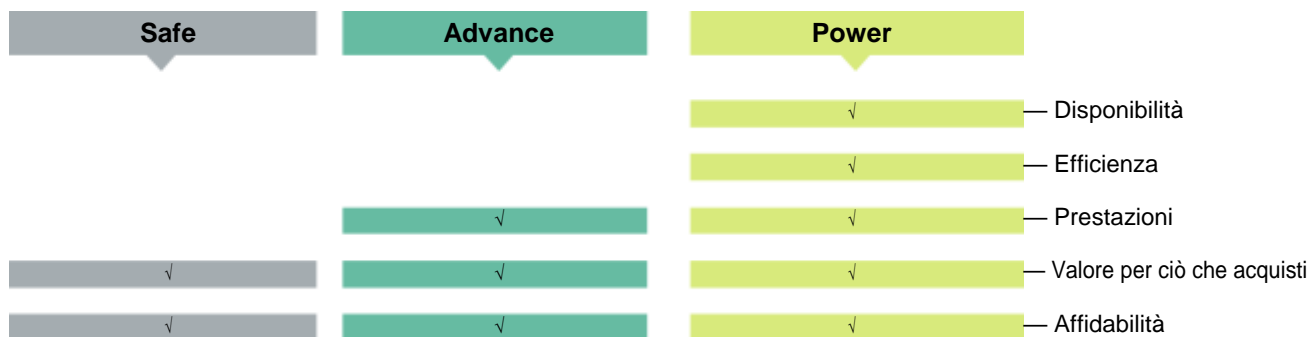 Safe Advance Power
√ — Disponibilità
√ — Efficienza
√ √ — Prestazioni
√ √ √ — Valore per ciò che acquisti
√ √ √ — Affidabilità